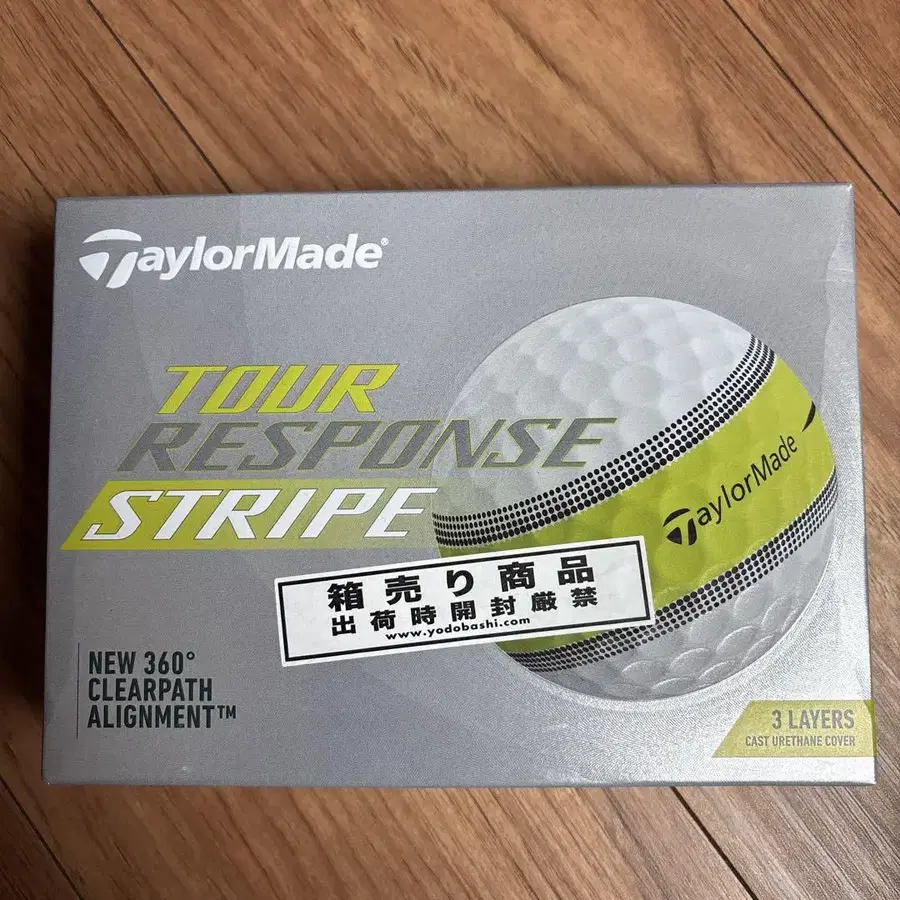 TaylorMade®
TOUR
RESPONSE
STRIPE
TaylorMade
箱売り商品
出荷時開封厳禁
www.yodobashi.com
NEW 360°
CLEARPATH
ALIGNMENT™
3 LAYERS
CAST URETHANE COVER